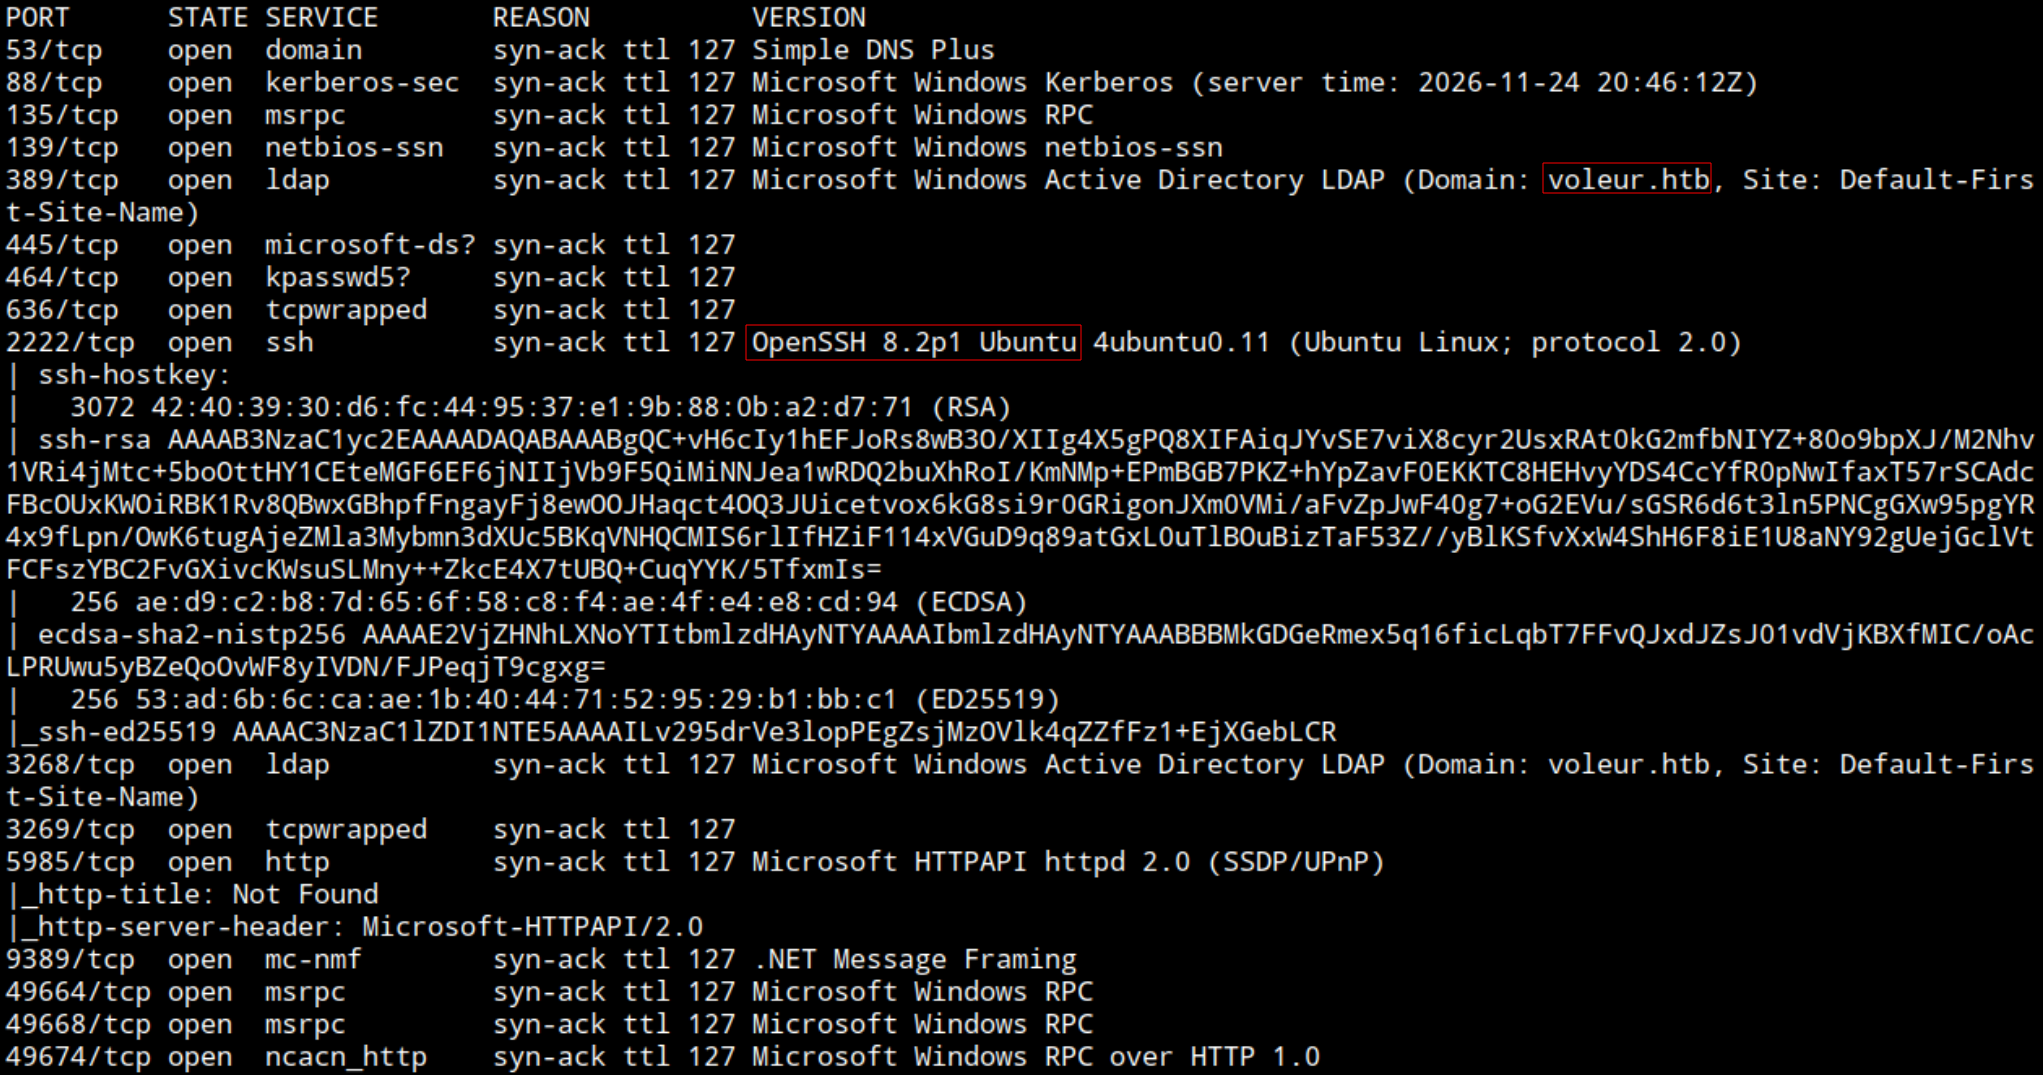 PORT      STATE SERVICE       REASON          VERSION
53/tcp    open  domain        syn-ack ttl 127 Simple DNS Plus
88/tcp    open  kerberos-sec  syn-ack ttl 127 Microsoft Windows Kerberos (server time: 2026-11-24 20:46:12Z)
135/tcp   open  msrpc         syn-ack ttl 127 Microsoft Windows RPC
139/tcp   open  netbios-ssn   syn-ack ttl 127 Microsoft Windows netbios-ssn
389/tcp   open  ldap          syn-ack ttl 127 Microsoft Windows Active Directory LDAP (Domain: voleur.htb, Site: Default-Firs
t-Site-Name)
445/tcp   open  microsoft-ds? syn-ack ttl 127
464/tcp   open  kpasswd5?     syn-ack ttl 127
636/tcp   open  tcpwrapped    syn-ack ttl 127
2222/tcp  open  ssh           syn-ack ttl 127 OpenSSH 8.2p1 Ubuntu 4ubuntu0.11 (Ubuntu Linux; protocol 2.0)
| ssh-hostkey:
|   3072 42:40:39:30:d6:fc:44:95:37:e1:9b:88:0b:a2:d7:71 (RSA)
| ssh-rsa AAAAB3NzaC1yc2EAAAADAQABAAABgQC+vH6cIy1hEFJoRs8wB3O/XIIg4X5gPQ8XIFAiqJYvSE7viX8cyr2UsxRAt0kG2mfbNIYZ+80o9bpXJ/M2Nhv
1VRi4jMtc+5boOttHY1CEteMGF6EF6jNIIjVb9F5QiMiNNJea1wRDQ2buXhRoI/KmNMp+EPmBGB7PKZ+hYpZavF0EKKTC8HEHvyYDS4CcYfR0pNwIfaxT57rSCAdc
FBcOUxKWOiRBK1Rv8QBwxGBhpfFngayFj8ewOOJHaqct4OQ3JUicetvox6kG8si9r0GRigonJXm0VMi/aFvZpJwF40g7+oG2EVu/sGSR6d6t3ln5PNCgGXw95pgYR
4x9fLpn/OwK6tugAjeZMla3Mybmn3dXUc5BKqVNHQCMIS6rlIfHZiF114xVGuD9q89atGxL0uTlBOuBizTaF53Z//yBlKSfvXxW4ShH6F8iE1U8aNY92gUejGclVt
FCFszYBC2FvGXivcKWsuSLMny++ZkcE4X7tUBQ+CuqYYK/5TfxmIs=
|   256 ae:d9:c2:b8:7d:65:6f:58:c8:f4:ae:4f:e4:e8:cd:94 (ECDSA)
| ecdsa-sha2-nistp256 AAAAE2VjZHNhLXNoYTItbmlzdHAyNTYAAAAIbmlzdHAyNTYAAABBBMkGDGeRmex5q16ficLqbT7FFvQJxdJZsJ01vdVjKBXfMIC/oAc
LPRUwu5yBZeQoOvWF8yIVDN/FJPeqjT9cgxg=
|   256 53:ad:6b:6c:ca:ae:1b:40:44:71:52:95:29:b1:bb:c1 (ED25519)
|_ssh-ed25519 AAAAC3NzaC1lZDI1NTE5AAAAILv295drVe3lopPEgZsjMzOVlk4qZZfFz1+EjXGebLCR
3268/tcp  open  ldap          syn-ack ttl 127 Microsoft Windows Active Directory LDAP (Domain: voleur.htb, Site: Default-Firs
t-Site-Name)
3269/tcp  open  tcpwrapped    syn-ack ttl 127
5985/tcp  open  http          syn-ack ttl 127 Microsoft HTTPAPI httpd 2.0 (SSDP/UPnP)
|_http-title: Not Found
|_http-server-header: Microsoft-HTTPAPI/2.0
9389/tcp  open  mc-nmf        syn-ack ttl 127 .NET Message Framing
49664/tcp open  msrpc         syn-ack ttl 127 Microsoft Windows RPC
49668/tcp open  msrpc         syn-ack ttl 127 Microsoft Windows RPC
49674/tcp open  ncacn_http    syn-ack ttl 127 Microsoft Windows RPC over HTTP 1.0